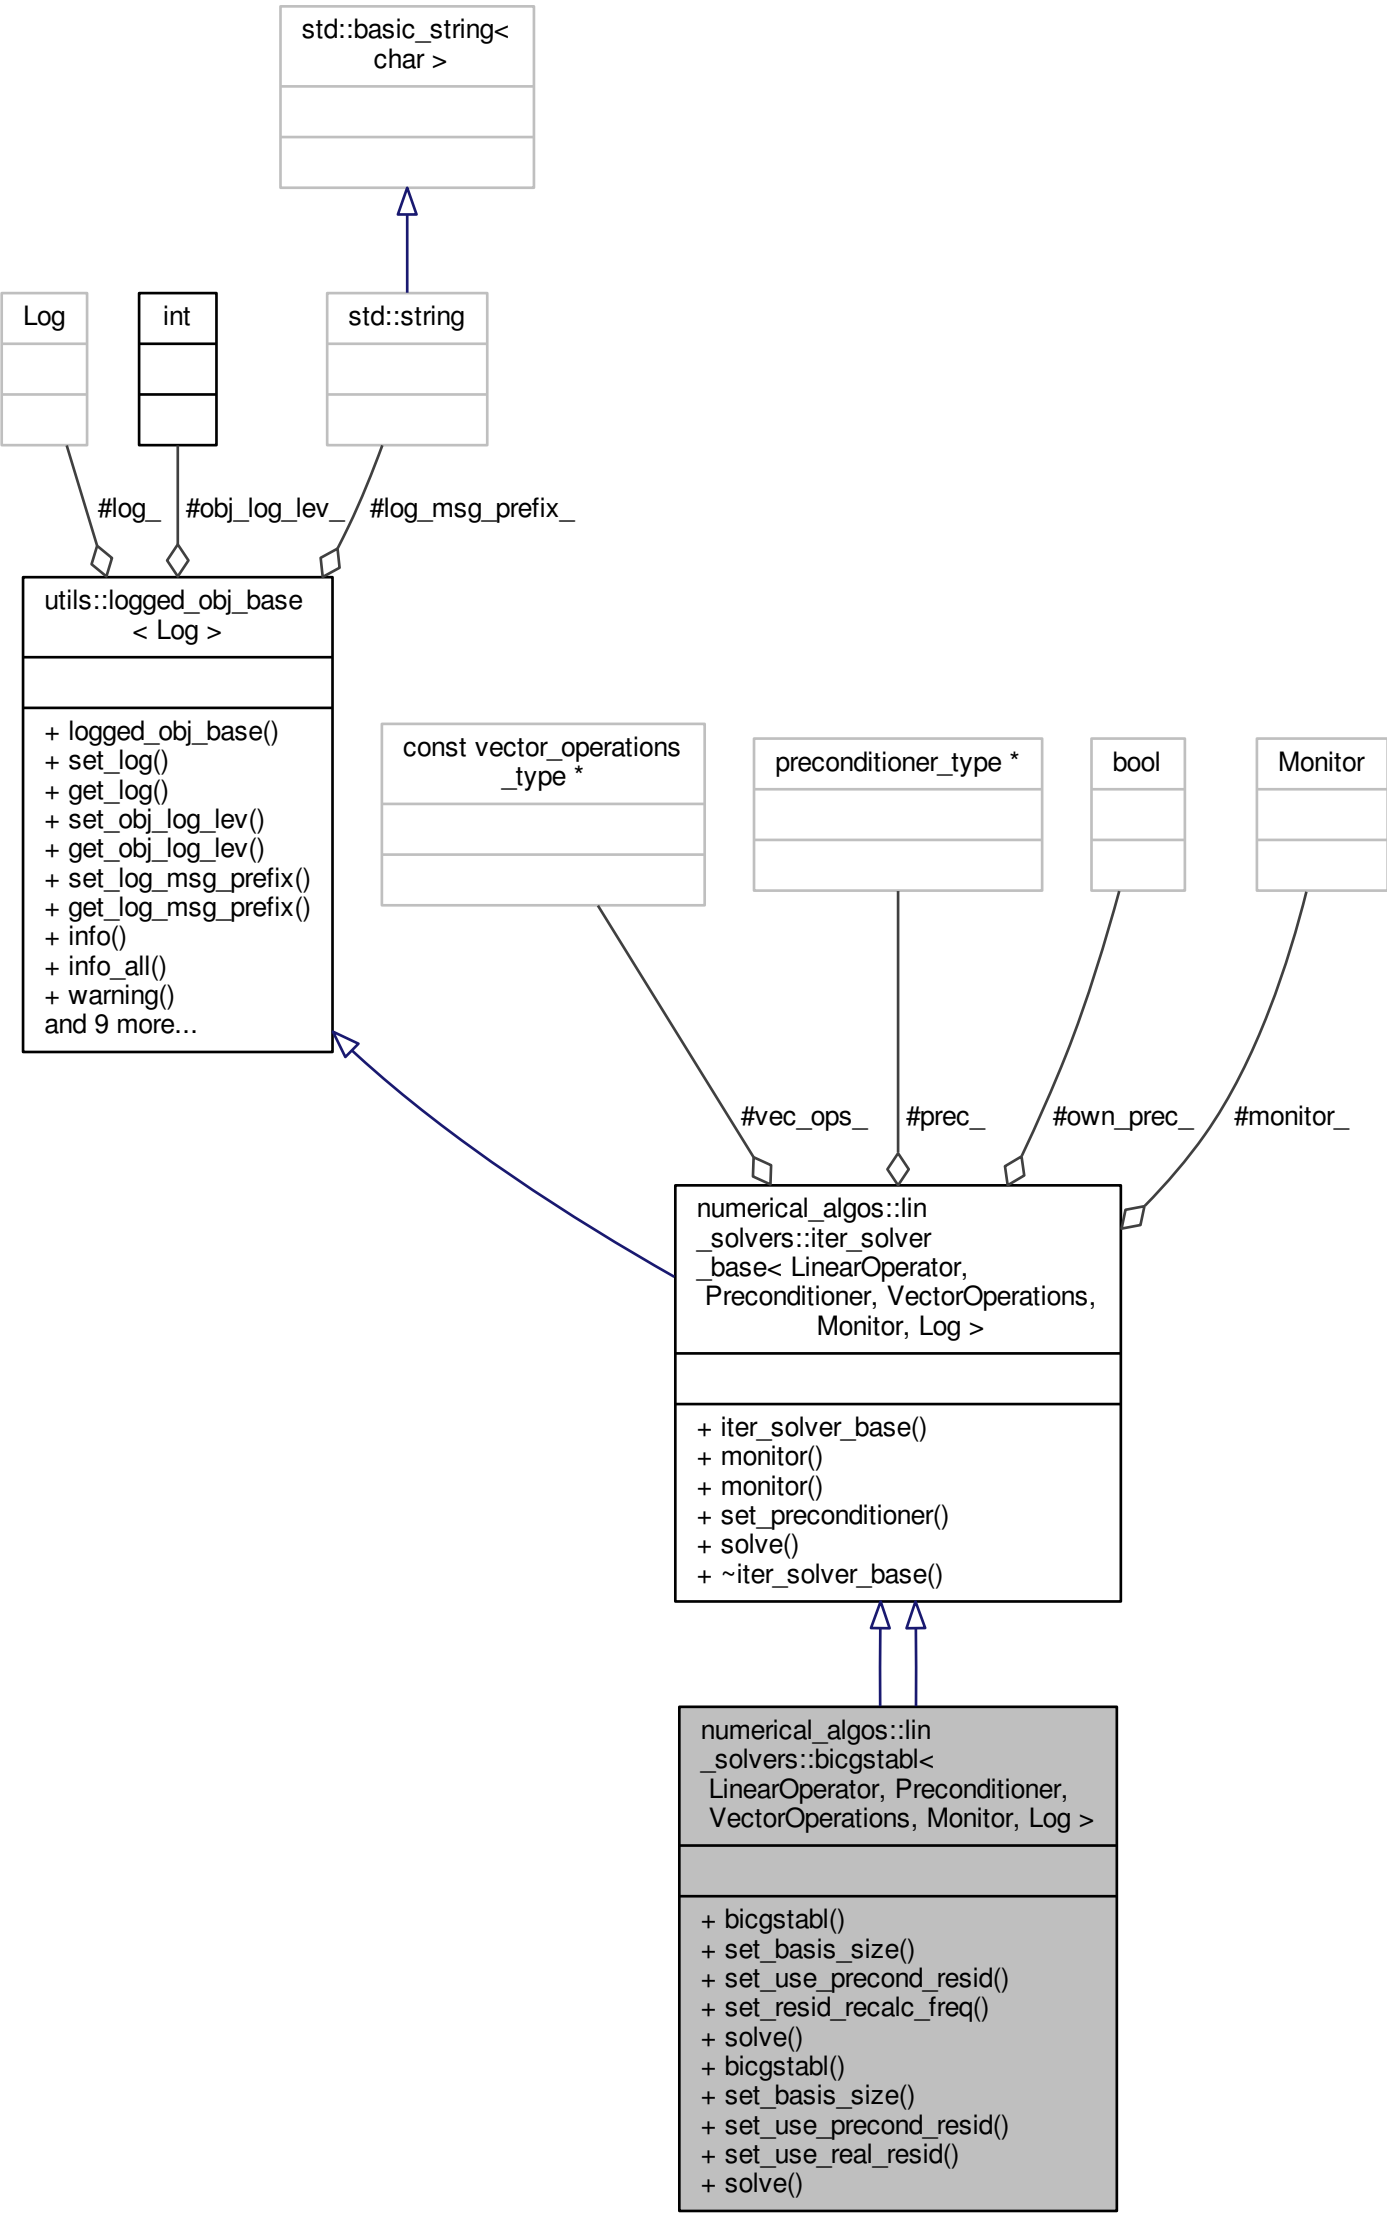 std::basic_string<
char >
Log
int
std::string
#log_
#obj_log_lev_
#log_msg_prefix_
utils::logged_obj_base
< Log >
+ logged_obj_base()
+ set_log()
+ get_log()
+ set_obj_log_lev()
+ get_obj_log_lev()
+ set_log_msg_prefix()
+ get_log_msg_prefix()
+ info()
+ info_all()
+ warning()
and 9 more...
const vector_operations
_type *
preconditioner_type *
bool
Monitor
#vec_ops_
#prec_
#own_prec_
#monitor_
numerical_algos::lin
_solvers::iter_solver
_base< LinearOperator,
Preconditioner, VectorOperations,
Monitor, Log >
+ iter_solver_base()
+ monitor()
+ monitor()
+ set_preconditioner()
+ solve()
+ ~iter_solver_base()
numerical_algos::lin
_solvers::bicgstabl<
LinearOperator, Preconditioner,
VectorOperations, Monitor, Log >
+ bicgstabl()
+ set_basis_size()
+ set_use_precond_resid()
+ set_resid_recalc_freq()
+ solve()
+ bicgstabl()
+ set_basis_size()
+ set_use_precond_resid()
+ set_use_real_resid()
+ solve()